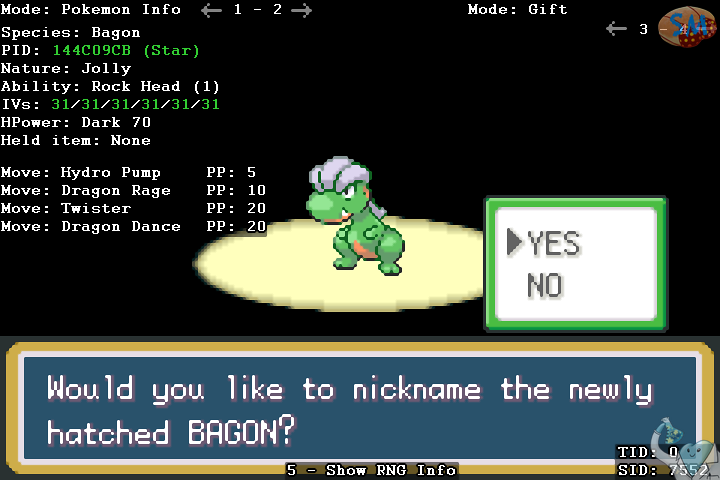 Mode: Pokemon Info ← 1 - 2 →
Mode: Gift
← 3 - 4
SM
Species: Bagon
PID: 144C09CB (Star)
Nature: Jolly
Ability: Rock Head (1)
IVs: 31/31/31/31/31/31
HPower: Dark 70
Held item: None
Move: Hydro Pump PP: 5
Move: Dragon Rage PP: 10
Move: Twister PP: 20
Move: Dragon Dance PP: 20
▶YES
NO
Would you like to nickname the newly
hatched BAGON?
TID: 0
5 - Show RNG Info
SID: 7552